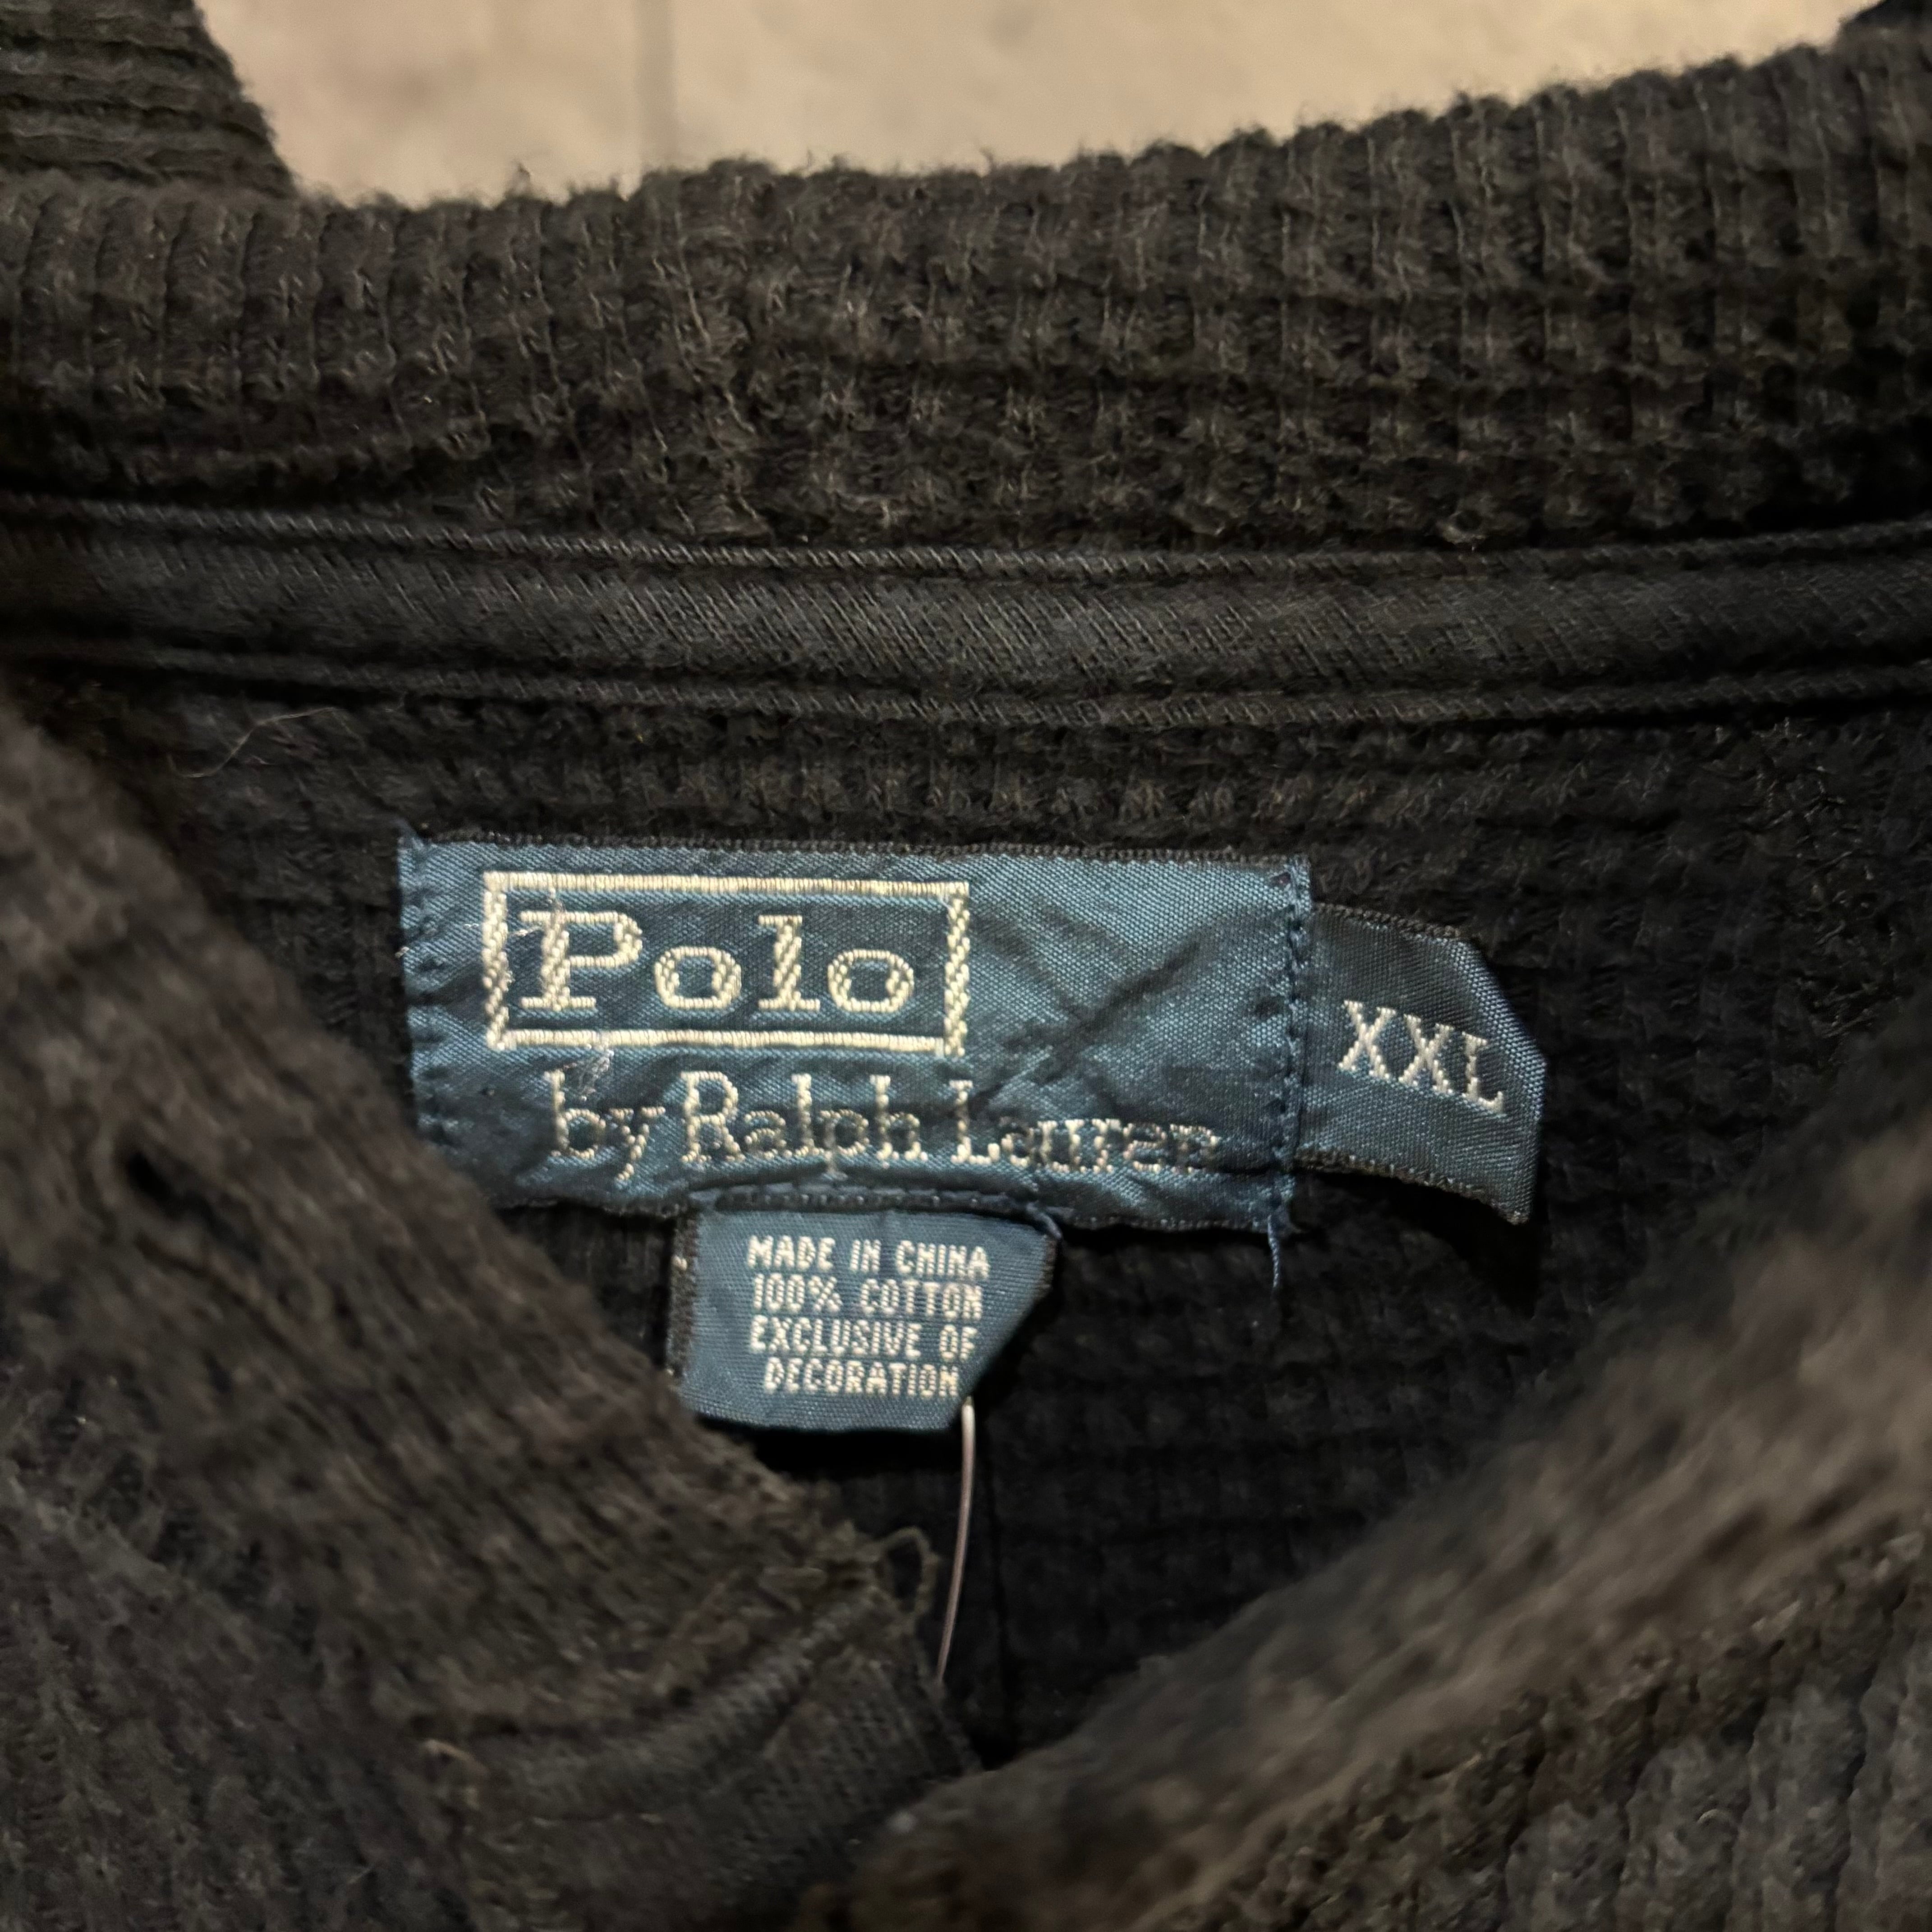 Polo
by Ralph Lauren
XXL
MADE IN CHINA
100% COTTON
EXCLUSIVE OF
DECORATION